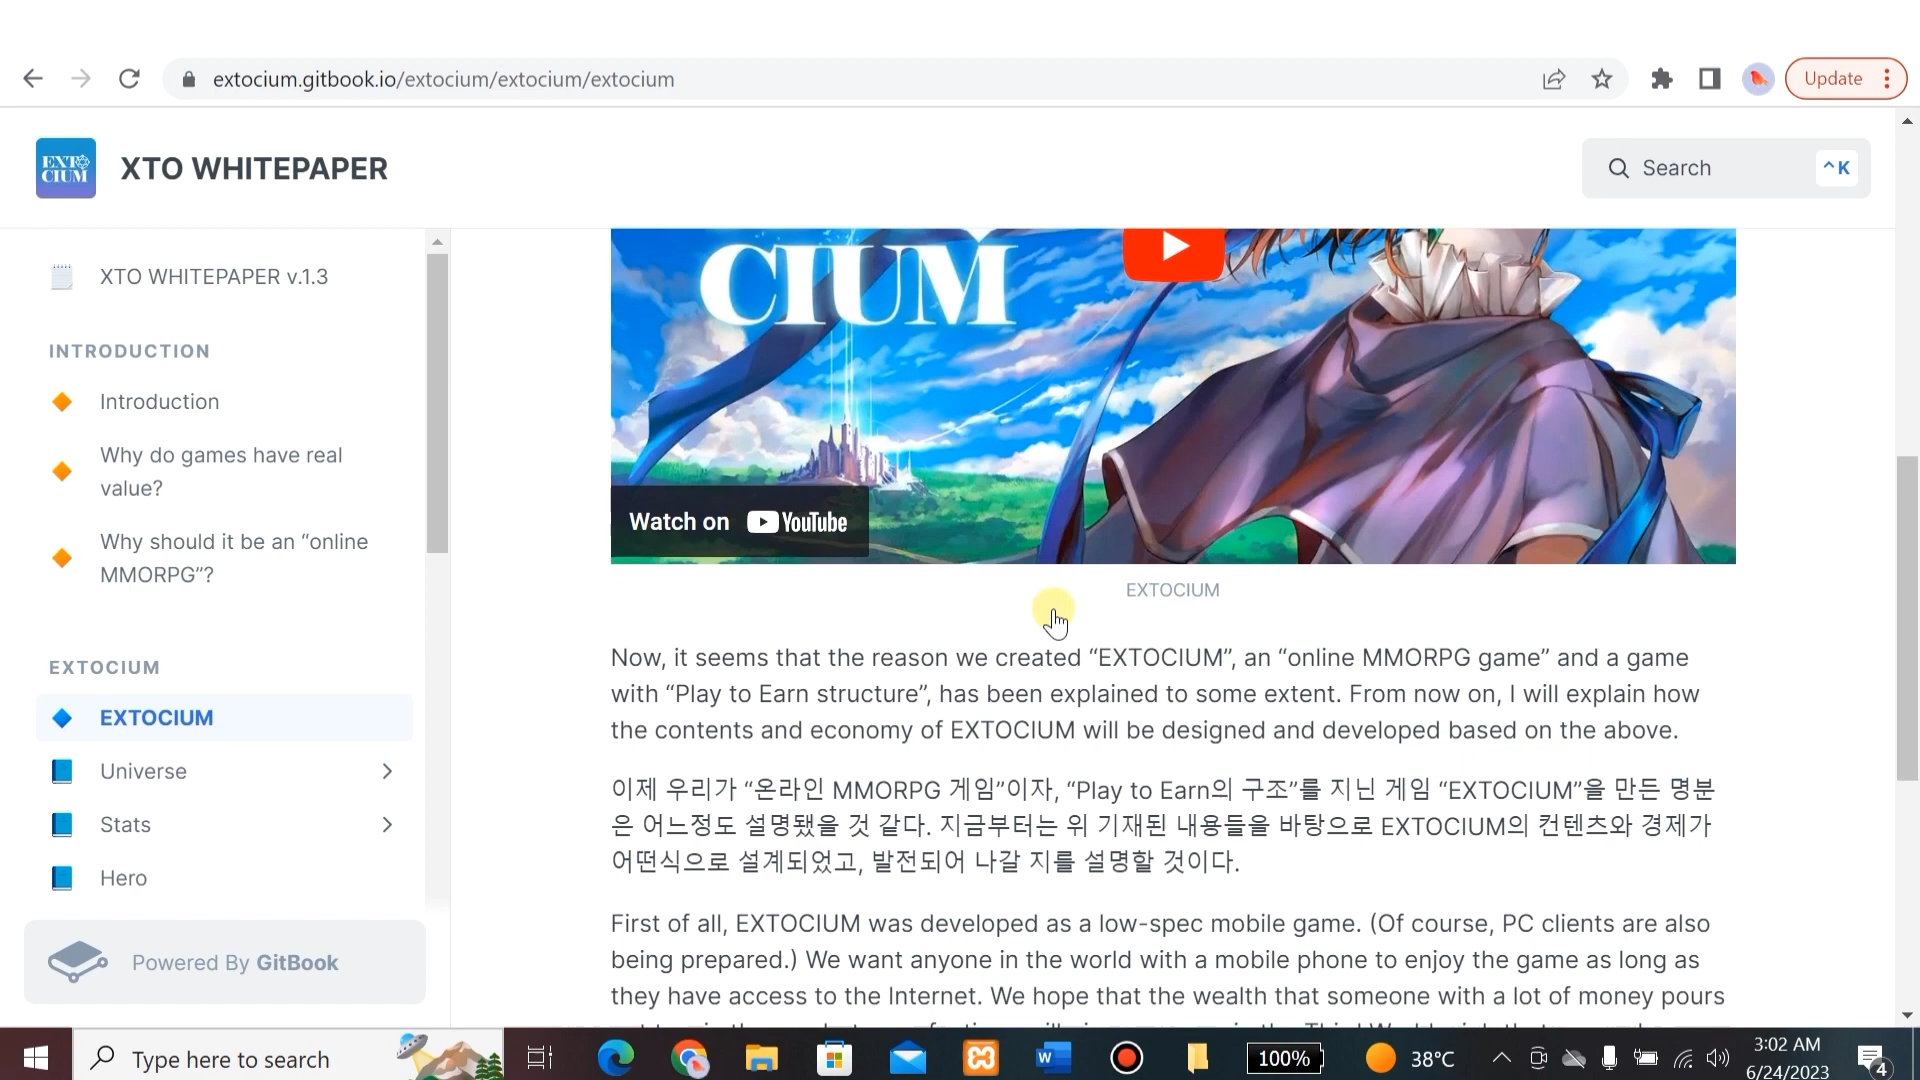 extocium.gitbook.io/extocium/extocium/extocium
Update
EXTO
CIUM
XTO WHITEPAPER
Search
^ K
XTO WHITEPAPER v.1.3
INTRODUCTION
Introduction
Why do games have real
value?
Why should it be an “online
MMORPG”?
EXTOCIUM
EXTOCIUM
Universe
Stats
Hero
Powered By GitBook
CIUM
Watch on YouTube
EXTOCIUM
Now, it seems that the reason we created “EXTOCIUM”, an “online MMORPG game” and a game
with “Play to Earn structure”, has been explained to some extent. From now on, I will explain how
the contents and economy of EXTOCIUM will be designed and developed based on the above.
이제 우리가 “온라인 MMORPG 게임”이자, “Play to Earn의 구조”를 지닌 게임 “EXTOCIUM”을 만든 명분
은 어느정도 설명됐을 것 같다. 지금부터는 위 기재된 내용들을 바탕으로 EXTOCIUM의 컨텐츠와 경제가
어떤식으로 설계되었고, 발전되어 나갈 지를 설명할 것이다.
First of all, EXTOCIUM was developed as a low-spec mobile game. (Of course, PC clients are also
being prepared.) We want anyone in the world with a mobile phone to enjoy the game as long as
they have access to the Internet. We hope that the wealth that someone with a lot of money pours
Type here to search
W
100%
38°C
3:02 AM
6/24/2023
4